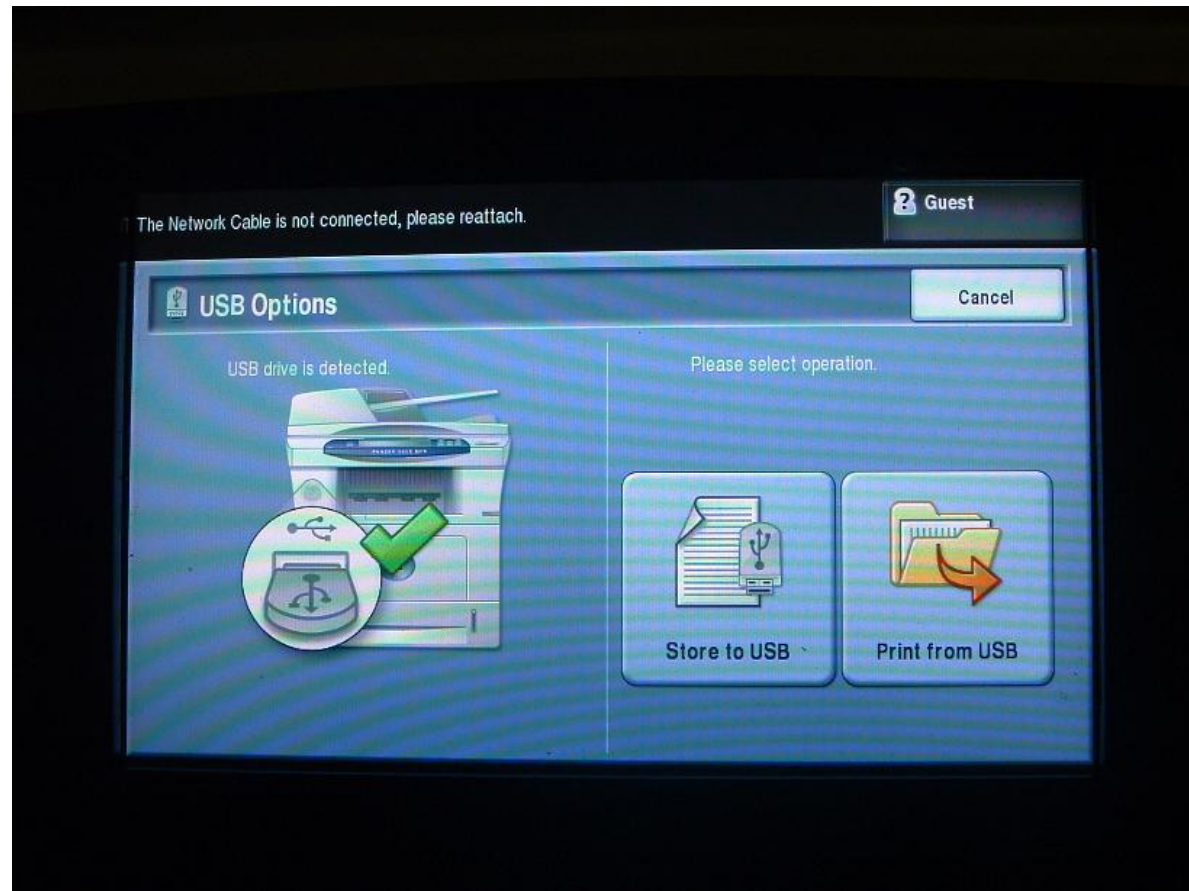 The Network Cable is not connected, please reattach.
Guest
USB Options
Cancel
USB drive is detected.
Please select operation.
Store to USB
Print from USB